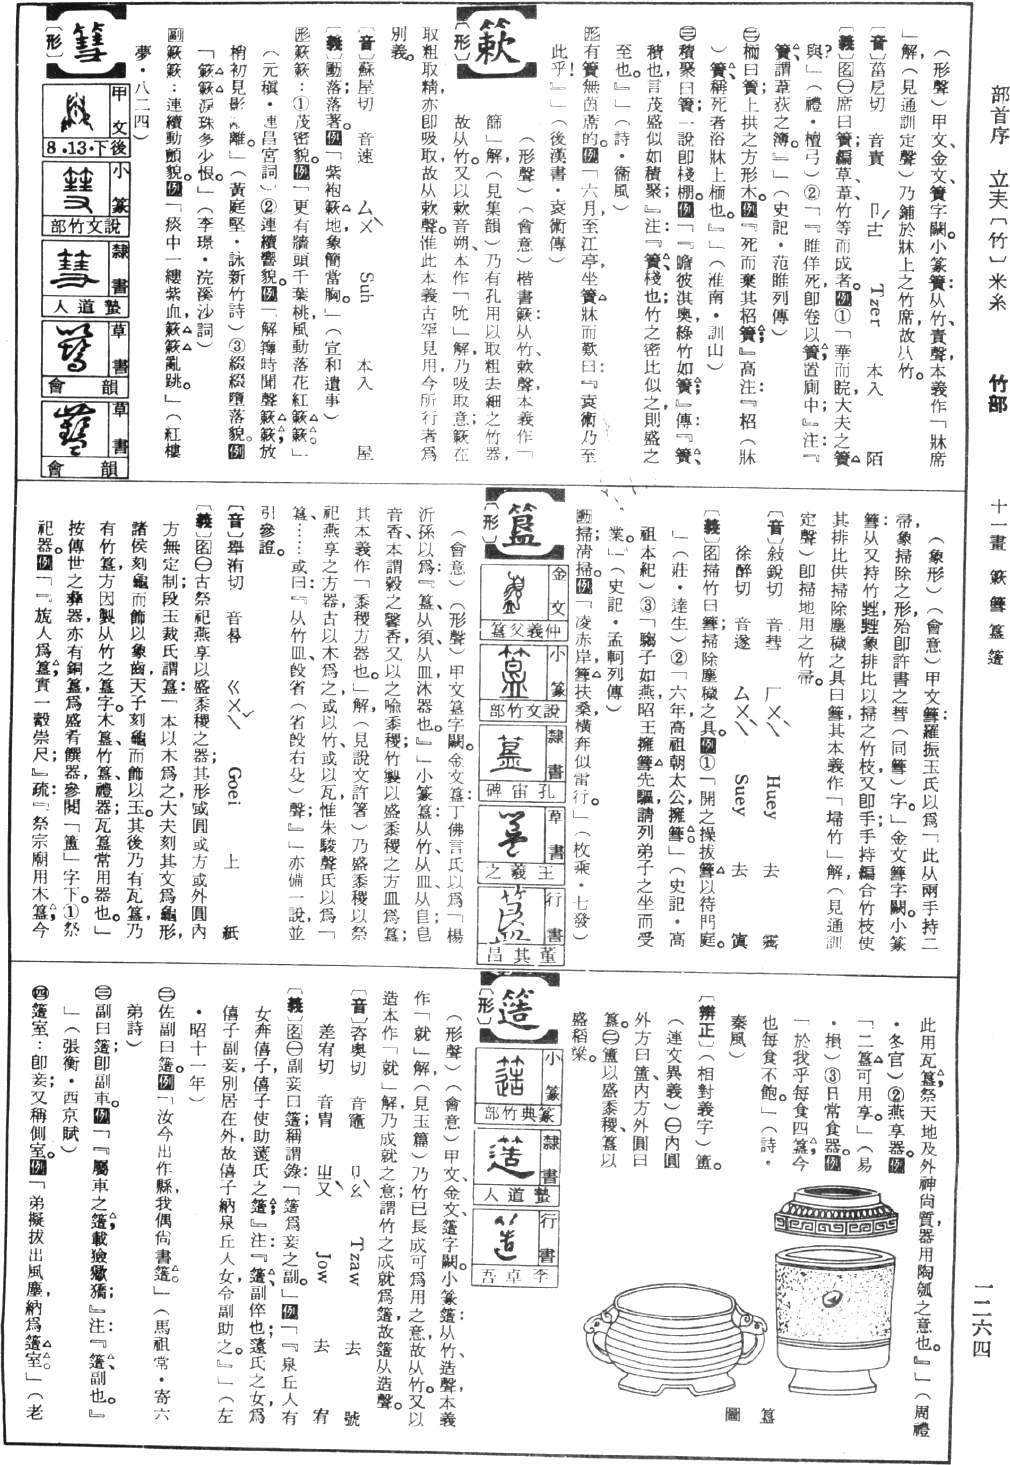 部首序 立夫〔竹〕米糸 竹部 十一畫 簌 篲 簋 簉 一二六四
(形聲)甲文、金文、簀字闕。小篆簀:从竹、責聲,本義作「牀席
」解(見通訓定聲)乃鋪於牀上之竹席,故从竹。
〔音〕葘戹切 音責 ㄗㄜˊ Tzer 本入 陌
〔義〕名㊀席曰簀;編草葦竹等而成者。例①「華而睆,大夫之簀
與?」(禮・檀弓)②「『睢佯死,卽卷以簀,置厠中』注:『
簀,謂葦荻之薄。』」(史記・范睢列傳)
㊁柶曰簀;牀上拱之方形木。例「『死而棄其招簀』高注『招(牀
)簀,稱死者浴牀上柶也。』」(淮南・訓山)
㊂積聚曰簀;一說卽棧棚。例「『瞻彼淇奧,綠竹如簀』傳『簀、
積也』言茂盛似如積聚』注:『簀、棧也』竹之密比似之,則盛之
至也。』」(詩・衞風)
形有簀無茵蓆的。例「六月至江亭,坐簀牀而歎曰:『袁術乃至
此乎!』」(後漢書・袁術傳)
簌〔形〕
(形聲)(會意)楷書簌:从竹、欶聲,本義作「
篩」解(見集韻)乃有孔用以取粗去細之竹器,
故从竹。又以欶音朔,本作「吮」解,乃吸取意;簌在
取粗取精,亦卽吸取,故从欶聲。惟此本義古罕見用,今所行者爲
別義。
〔音〕蘇屋切 音速 ㄙㄨˋ Suh 本入 屋
〔義〕動落;落著。例「紫袍簌地,象簡當胸。」(宣和遺事)
形簌簌:①茂密貌。例「更有牆頭千葉桃,風動落花紅簌簌。」
(元稹・連昌宮詞)②連續響貌。例「解籜時聞聲簌簌;放
梢初見影離離」(黃庭堅・詠新竹詩)③綴綴墮落貌。例
「簌簌淚珠多少恨。」(李璟・浣溪沙詞)
副簌簌:連續動顫貌。例「痰中一縷紫血,簌簌亂跳。」(紅樓
夢・八二四)
篲〔形〕
甲文 後下・13・8
小篆 說文竹部
隸書 蟄道人
草書 韻會
草書 韻會
(象形)(會意)甲文篲:羅振玉氏以爲「此从兩手持二
帚,象掃除之形,殆卽許書之彗(同篲)字。」金文篲字闕。小篆
篲:从又持竹、甡;甡象排比以掃之竹枝,又卽手,手持編合竹枝使
其排比供掃除塵穢之具曰篲。其本義作「埽竹」解(見通訓
定聲)卽掃地用之竹帚。
〔音〕敍銳切 音彗 ㄏㄨㄟˋ Huey 去 霽
徐醉切 音遂 ㄙㄨㄟˋ Suey 去 寘
〔義〕名掃竹曰篲;掃除塵穢之具。例①「開之操拔篲以待門庭。
」(莊・達生)②「六年高祖朝,太公擁篲。」(史記・高
祖本紀)③「騶子如燕,昭王擁篲先驅,請列弟子之坐而受
業。」(史記・孟軻列傳)
動掃;清掃。例「凌赤岸,篲扶桑,橫奔似雷行。」(枚乘・七發)
簋〔形〕
金文 仲義父簋
小篆 說文竹部
隸書 孔宙碑
草書 王羲之
行書 董其昌
(會意)(形聲)甲文簋字闕。金文簋:丁佛言氏以爲「楊
沂孫以爲『簋、从須、从皿,沐器也。』」小篆簋:从竹、从皿、从皀;皀
音香,本謂穀之馨香,又以之喻黍稷;竹製以盛黍稷之方皿爲簋;
其本義作「黍稷方器也。」解(見說文許箸)乃盛黍稷以祭
祀燕享之方器,古以木爲之,或以竹或以瓦。惟朱駿聲氏以爲「
簋……或曰:『从竹皿、㲃省(省㲃右殳)聲』」亦備一說,並
引參證。
〔音〕舉洧切 音晷 ㄍㄨㄟˇ Goei 上 紙
〔義〕名㊀古祭祀燕享以盛黍稷之器;其形或圓或方或外圓內
方無定制;段玉裁氏謂簋:「本以木爲之,大夫刻其文爲龜形,
諸侯刻龜而飾以象齒,天子刻龜而飾以玉。其後乃有瓦簋,乃
有竹簋,方因製从竹之簋字。木簋竹簋禮器,瓦簋常用器也。」
按傳世之彝器亦有銅簋,爲盛肴饌器,參閱「簠」字下。①祭
祀器。例「『旊人爲簋,實一觳,崇尺』疏『祭宗廟用木簋,今
此用瓦簋,祭天地及外神尙質,器用陶瓠之意也。』」(周禮
・冬官)②燕享器。例
「二簋可用享。」(易
・損)③日常食器。例
「於我乎,每食四簋,今
也每食不飽。」(詩・
秦風)
〔辨正〕(相對義字)簠。
(連文異義)㊀內圓
外方曰簠,內方外圓曰
簋。㊁簠以盛黍稷,簋以
盛稻粱。
簋圖
簉〔形〕
小篆 篆典竹部
隸書 蟄道人
行書 李卓吾
(形聲)(會意)甲文、金文、簉字闕。小篆簉:从竹、造聲,本義
作「就」解(見玉篇)乃竹已長成可爲用之意,故从竹。又以
造本作「就」解,乃成就之意;謂竹之成就爲簉,故簉从造聲。
〔音〕吝奧切 音竈 ㄗㄠˋ Tzaw 去 號
差宥切 音冑 ㄓㄡˋ Jow 去 宥
〔義〕名㊀副妾曰簉;稱謂錄:「簉爲妾之副。」例「『泉丘人有
女,奔僖子,僖子使助薳氏之簉』注:『簉、副倅也;薳氏之女,爲
僖子副妾,別居在外,故僖子納泉丘人女,令副助之。』」(左
・昭十一年)
㊁佐副曰簉。例「汝今出作縣,我偶尙書簉。」(馬祖常・寄六
弟詩)
㊂副曰簉;卽副車。例「『屬車之簉,載獫猲獢』注:『簉、副也。』
」(張衡・西京賦)
㊃簉室:卽妾;又稱側室。例「弟擬拔出風塵,納爲簉室。」(老